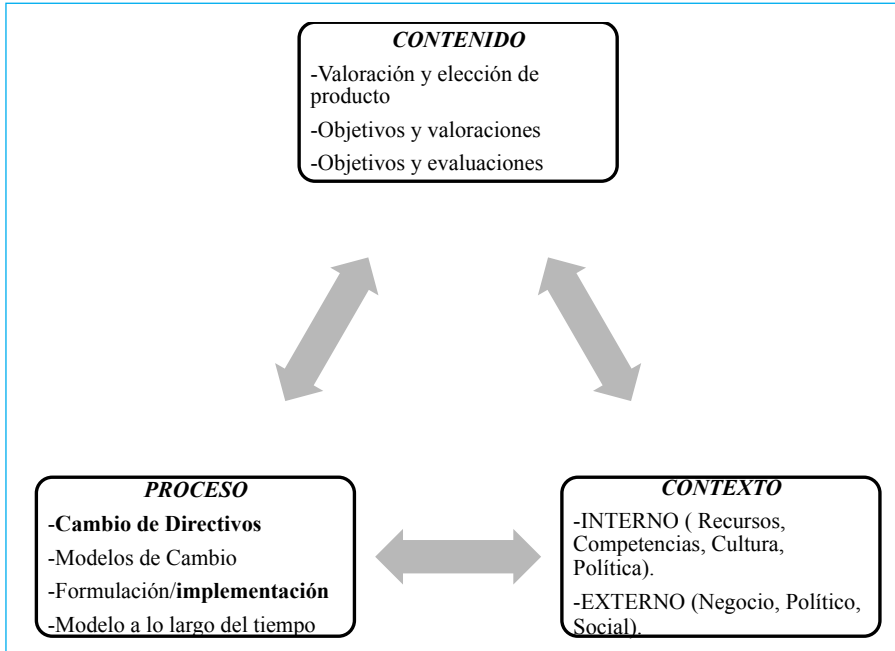 CONTENIDO
-Valoración y elección de
producto
-Objetivos y valoraciones
-Objetivos y evaluaciones
PROCESO
-Cambio de Directivos
-Modelos de Cambio
-Formulación/implementación
-Modelo a lo largo del tiempo
CONTEXTO
-INTERNO ( Recursos,
Competencias, Cultura,
Política).
-EXTERNO (Negocio, Político,
Social).